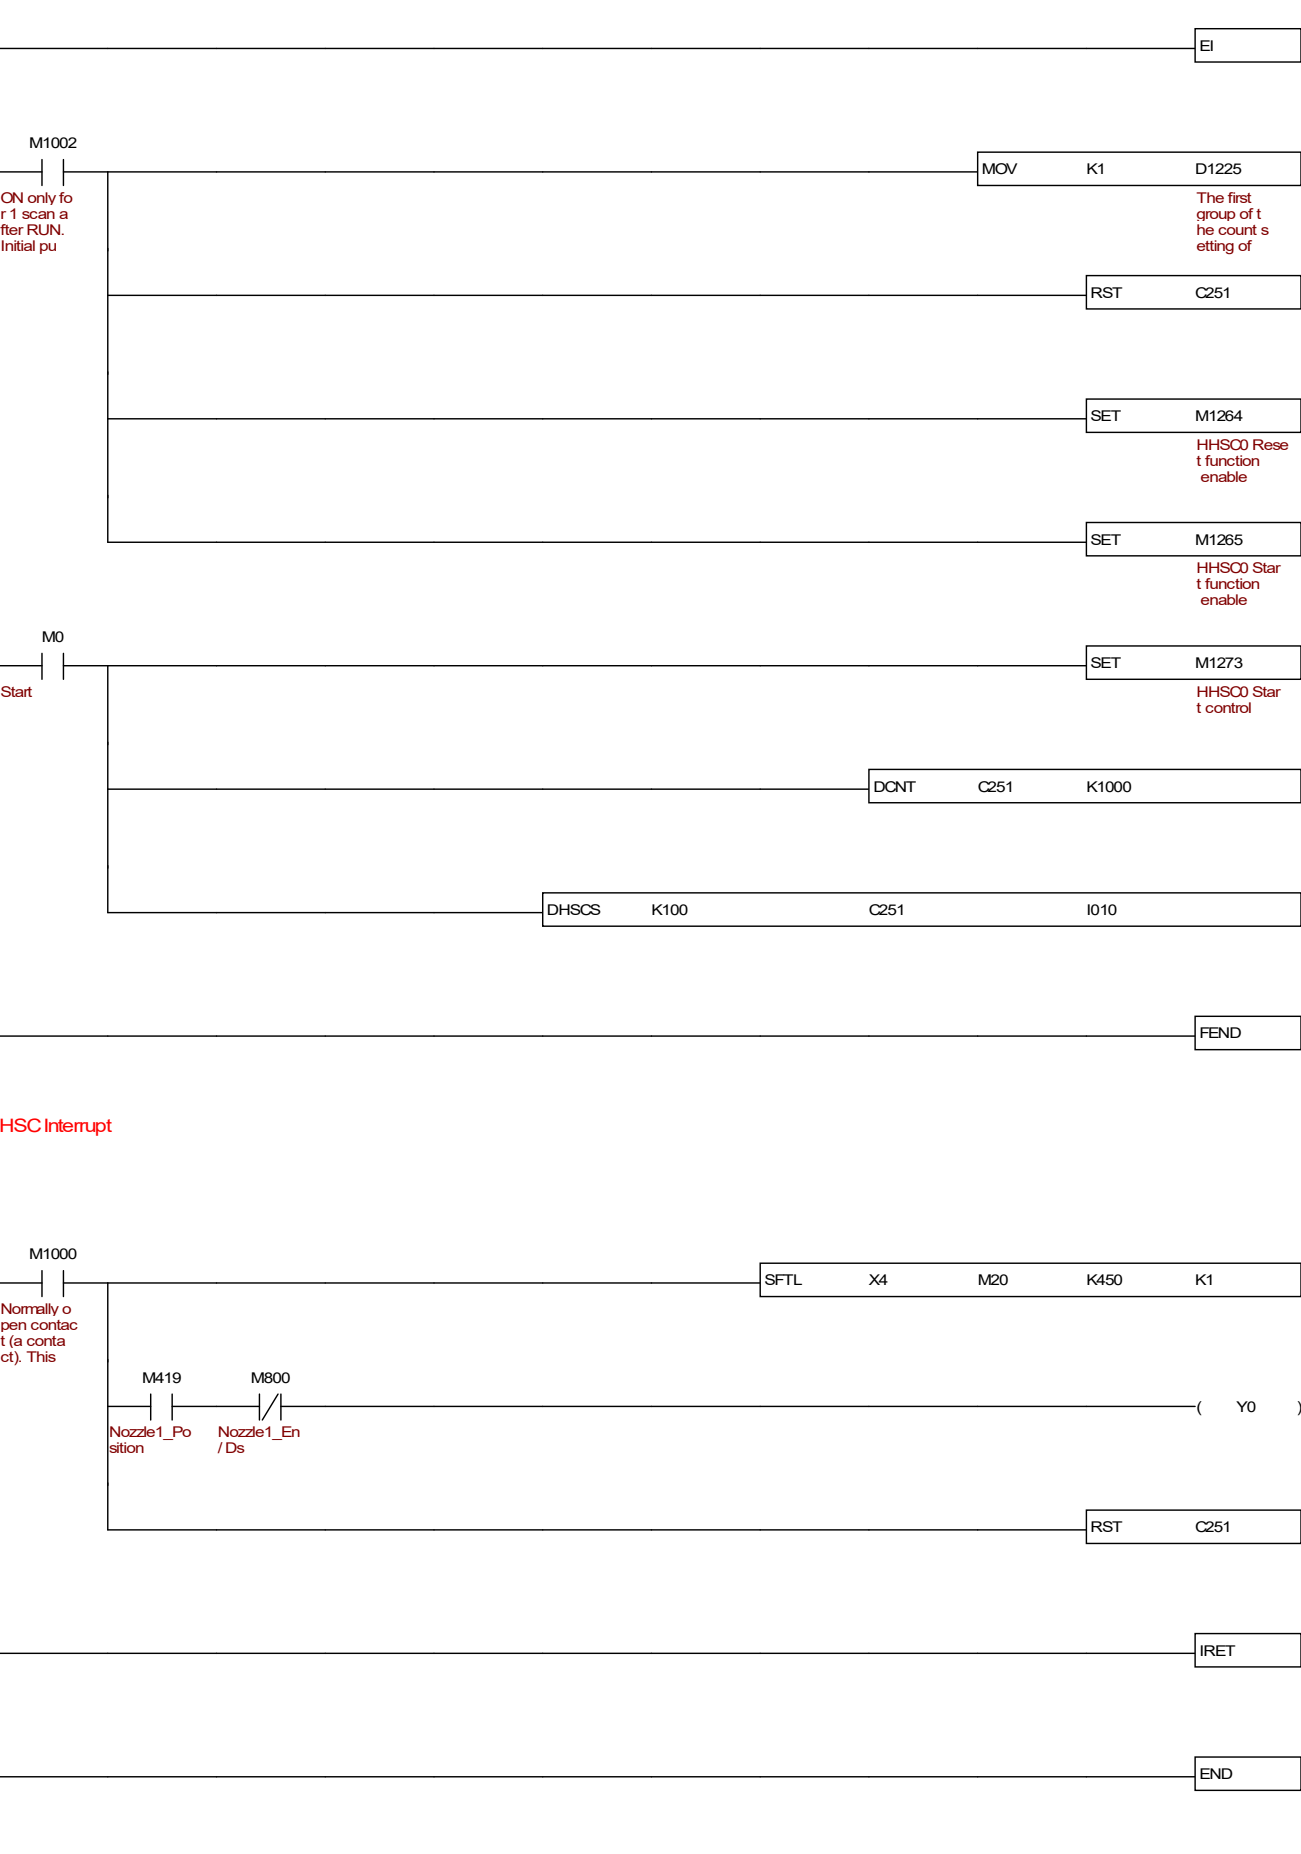 EI
M1002
MOV K1 D1225
ON only fo
r 1 scan a
fter RUN.
Initial pu
The first
group of t
he count s
etting of
RST C251
SET M1264
HHSC0 Rese
t function
enable
SET M1265
HHSC0 Star
t function
enable
M0
SET M1273
Start
HHSC0 Star
t control
DCNT C251 K1000
DHSCS K100 C251 I010
FEND
HSC Interrupt
M1000
SFTL X4 M20 K450 K1
Normally o
pen contac
t (a conta
ct). This
M419 M800
( Y0 )
Nozzle1_Po
sition
Nozzle1_En
/ Ds
RST C251
IRET
END